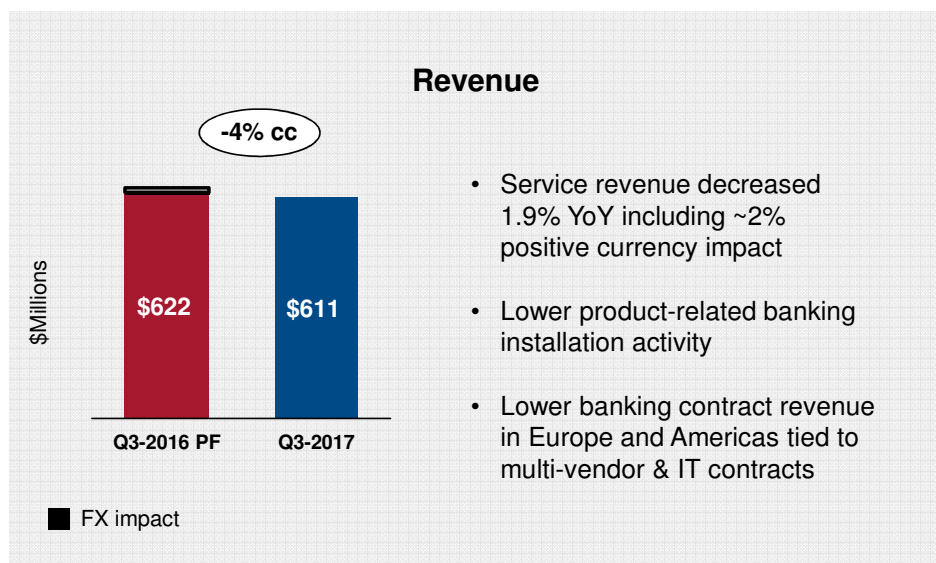 Revenue
-4% cc
$Millions
$622
$611
Q3-2016 PF
Q3-2017
FX impact
• Service revenue decreased
1.9% YoY including ~2%
positive currency impact
• Lower product-related banking
installation activity
• Lower banking contract revenue
in Europe and Americas tied to
multi-vendor & IT contracts